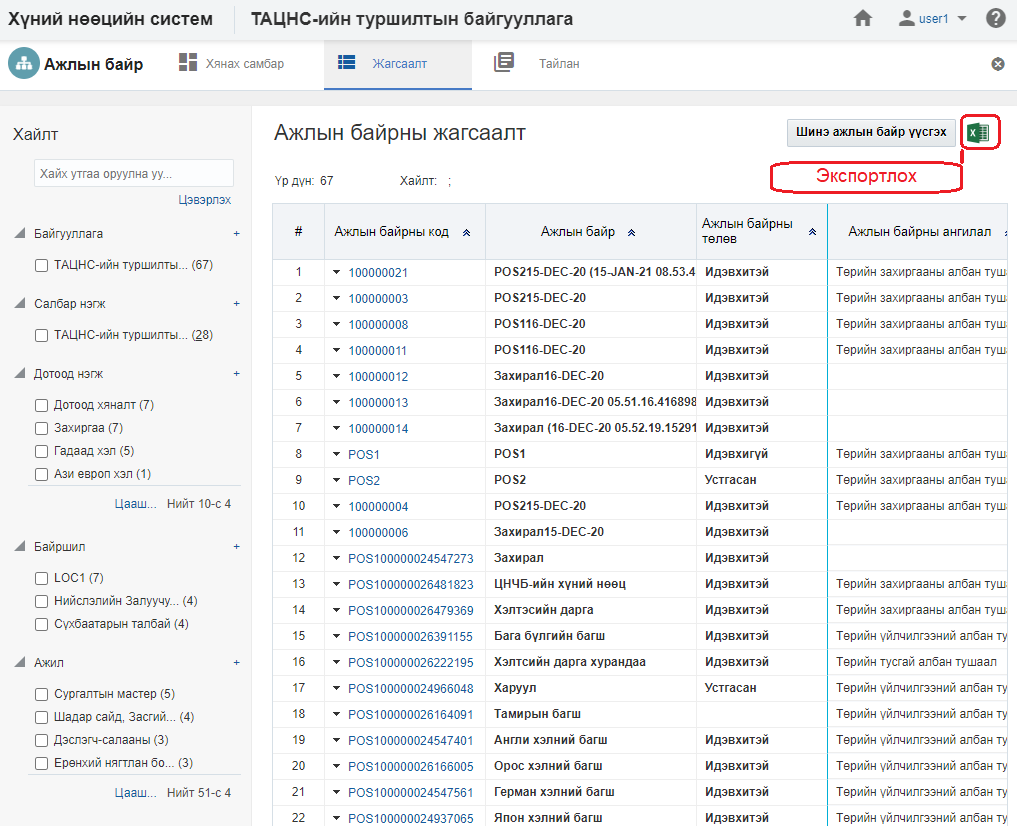 Хүний нөөцийн систем ТАЦНС-ийн туршилтын байгууллага user1
Ажлын байр Хянах самбар Жагсаалт Тайлан
Хайлт
Хайх утгаа оруулна уу...
Цэвэрлэх
Байгууллага +
ТАЦНС-ийн туршилты... (67)
Салбар нэгж +
ТАЦНС-ийн туршилты... (28)
Дотоод нэгж +
Дотоод хяналт (7)
Захиргаа (7)
Гадаад хэл (5)
Ази европ хэл (1)
Цааш... Нийт 10-с 4
Байршил +
LOC1 (7)
Нийслэлийн Залуучу... (4)
Сүхбаатарын талбай (4)
Ажил +
Сургалтын мастер (5)
Шадар сайд, Засгий... (4)
Дэслэгч-салааны (3)
Ерөнхий нягтлан бо... (3)
Цааш... Нийт 51-с 4
Ажлын байрны жагсаалт
Шинэ ажлын байр үүсгэх
Экспортлох
Үр дүн: 67 Хайлт: ;
# Ажлын байрны код Ажлын байр Ажлын байрны төлөв Ажлын байрны ангилал
1 100000021 POS215-DEC-20 (15-JAN-21 08.53.4 Идэвхитэй Төрийн захиргааны албан туша
2 100000003 POS215-DEC-20 Идэвхитэй Төрийн захиргааны албан туша
3 100000008 POS116-DEC-20 Идэвхитэй Төрийн захиргааны албан туша
4 100000011 POS116-DEC-20 Идэвхитэй Төрийн захиргааны албан туша
5 100000012 Захирал16-DEC-20 Идэвхитэй
6 100000013 Захирал16-DEC-20 05.51.16.416898 Идэвхитэй
7 100000014 Захирал (16-DEC-20 05.52.19.15291 Идэвхитэй
8 POS1 POS1 Идэвхигүй Төрийн захиргааны албан туша
9 POS2 POS2 Устгасан Төрийн захиргааны албан туша
10 100000004 POS215-DEC-20 Идэвхитэй Төрийн захиргааны албан туша
11 100000006 Захирал15-DEC-20 Идэвхитэй
12 POS100000024547273 Захирал Идэвхитэй
13 POS100000026481823 ЦНЧБ-ийн хүний нөөц Идэвхитэй Төрийн захиргааны албан туша
14 POS100000026479369 Хэлтэсийн дарга Идэвхитэй Төрийн захиргааны албан туша
15 POS100000026391155 Бага бүлгийн багш Идэвхитэй Төрийн үйлчилгээний албан ту
16 POS100000026222195 Хэлтсийн дарга хурандаа Идэвхитэй Төрийн тусгай албан тушаал
17 POS100000024966048 Харуул Устгасан Төрийн үйлчилгээний албан ту
18 POS100000026164091 Тамирын багш Төрийн үйлчилгээний албан ту
19 POS100000024547401 Англи хэлний багш Идэвхитэй Төрийн үйлчилгээний албан ту
20 POS100000026166005 Орос хэлний багш Идэвхитэй Төрийн үйлчилгээний албан ту
21 POS100000024547561 Герман хэлний багш Идэвхитэй Төрийн үйлчилгээний албан ту
22 POS100000024937065 Япон хэлний багш Идэвхитэй Төрийн үйлчилгээний албан ту